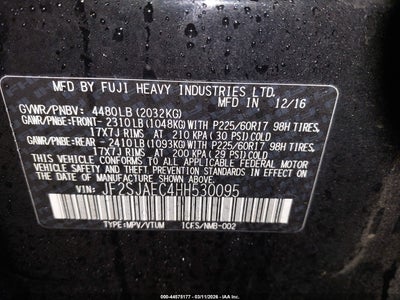 MFD BY FUJI HEAVY INDUSTRIES LTD.
MFD IN 12/16
GVWR/PNBV: 4480LB (2032KG)
GAWR/PNBE:FRONT-2310LB(1048KG) WITH P225/60R17 98H TIRES,
17X7J RIMS AT 210 KPA (30 PSI) COLD
GAWR/PNBE:REAR -2410LB(1093KG) WITH P225/60R17 98H TIRES,
17X7J RIMS AT 200 KPA (29 PSI) COLD
THIS VEHICLE CONFORMS TO ALL APPLICABLE FEDERAL MOTOR
VEHICLE SAFETY, BUMPER, AND THEFT PREVENTION STANDARDS
IN EFFECT ON THE DATE OF MANUFACTURE SHOWN ABOVE.
JF2SJAEC4HH530095
TYPE:MPV/VTUM ICFS/NMB-002
000-44579177 - 03/11/2026 - IAA Inc.